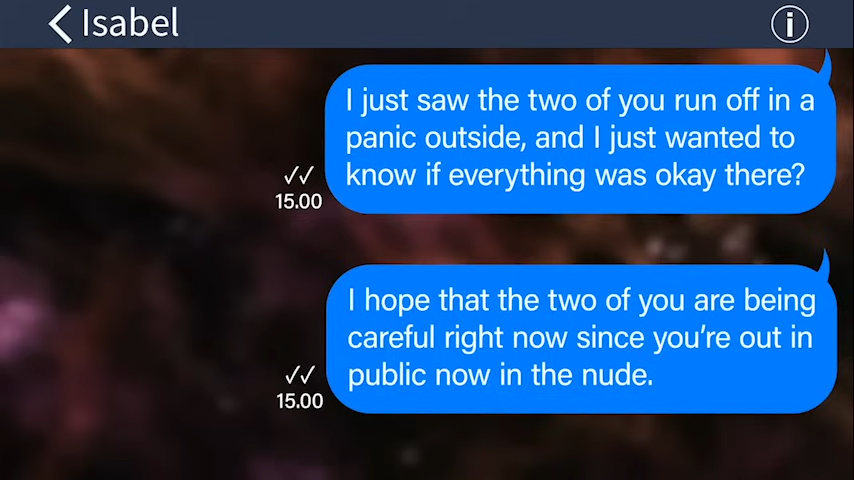 Isabel
I just saw the two of you run off in a
panic outside, and I just wanted to
know if everything was okay there?
✓✓
15.00
I hope that the two of you are being
careful right now since you’re out in
public now in the nude.
✓✓
15.00